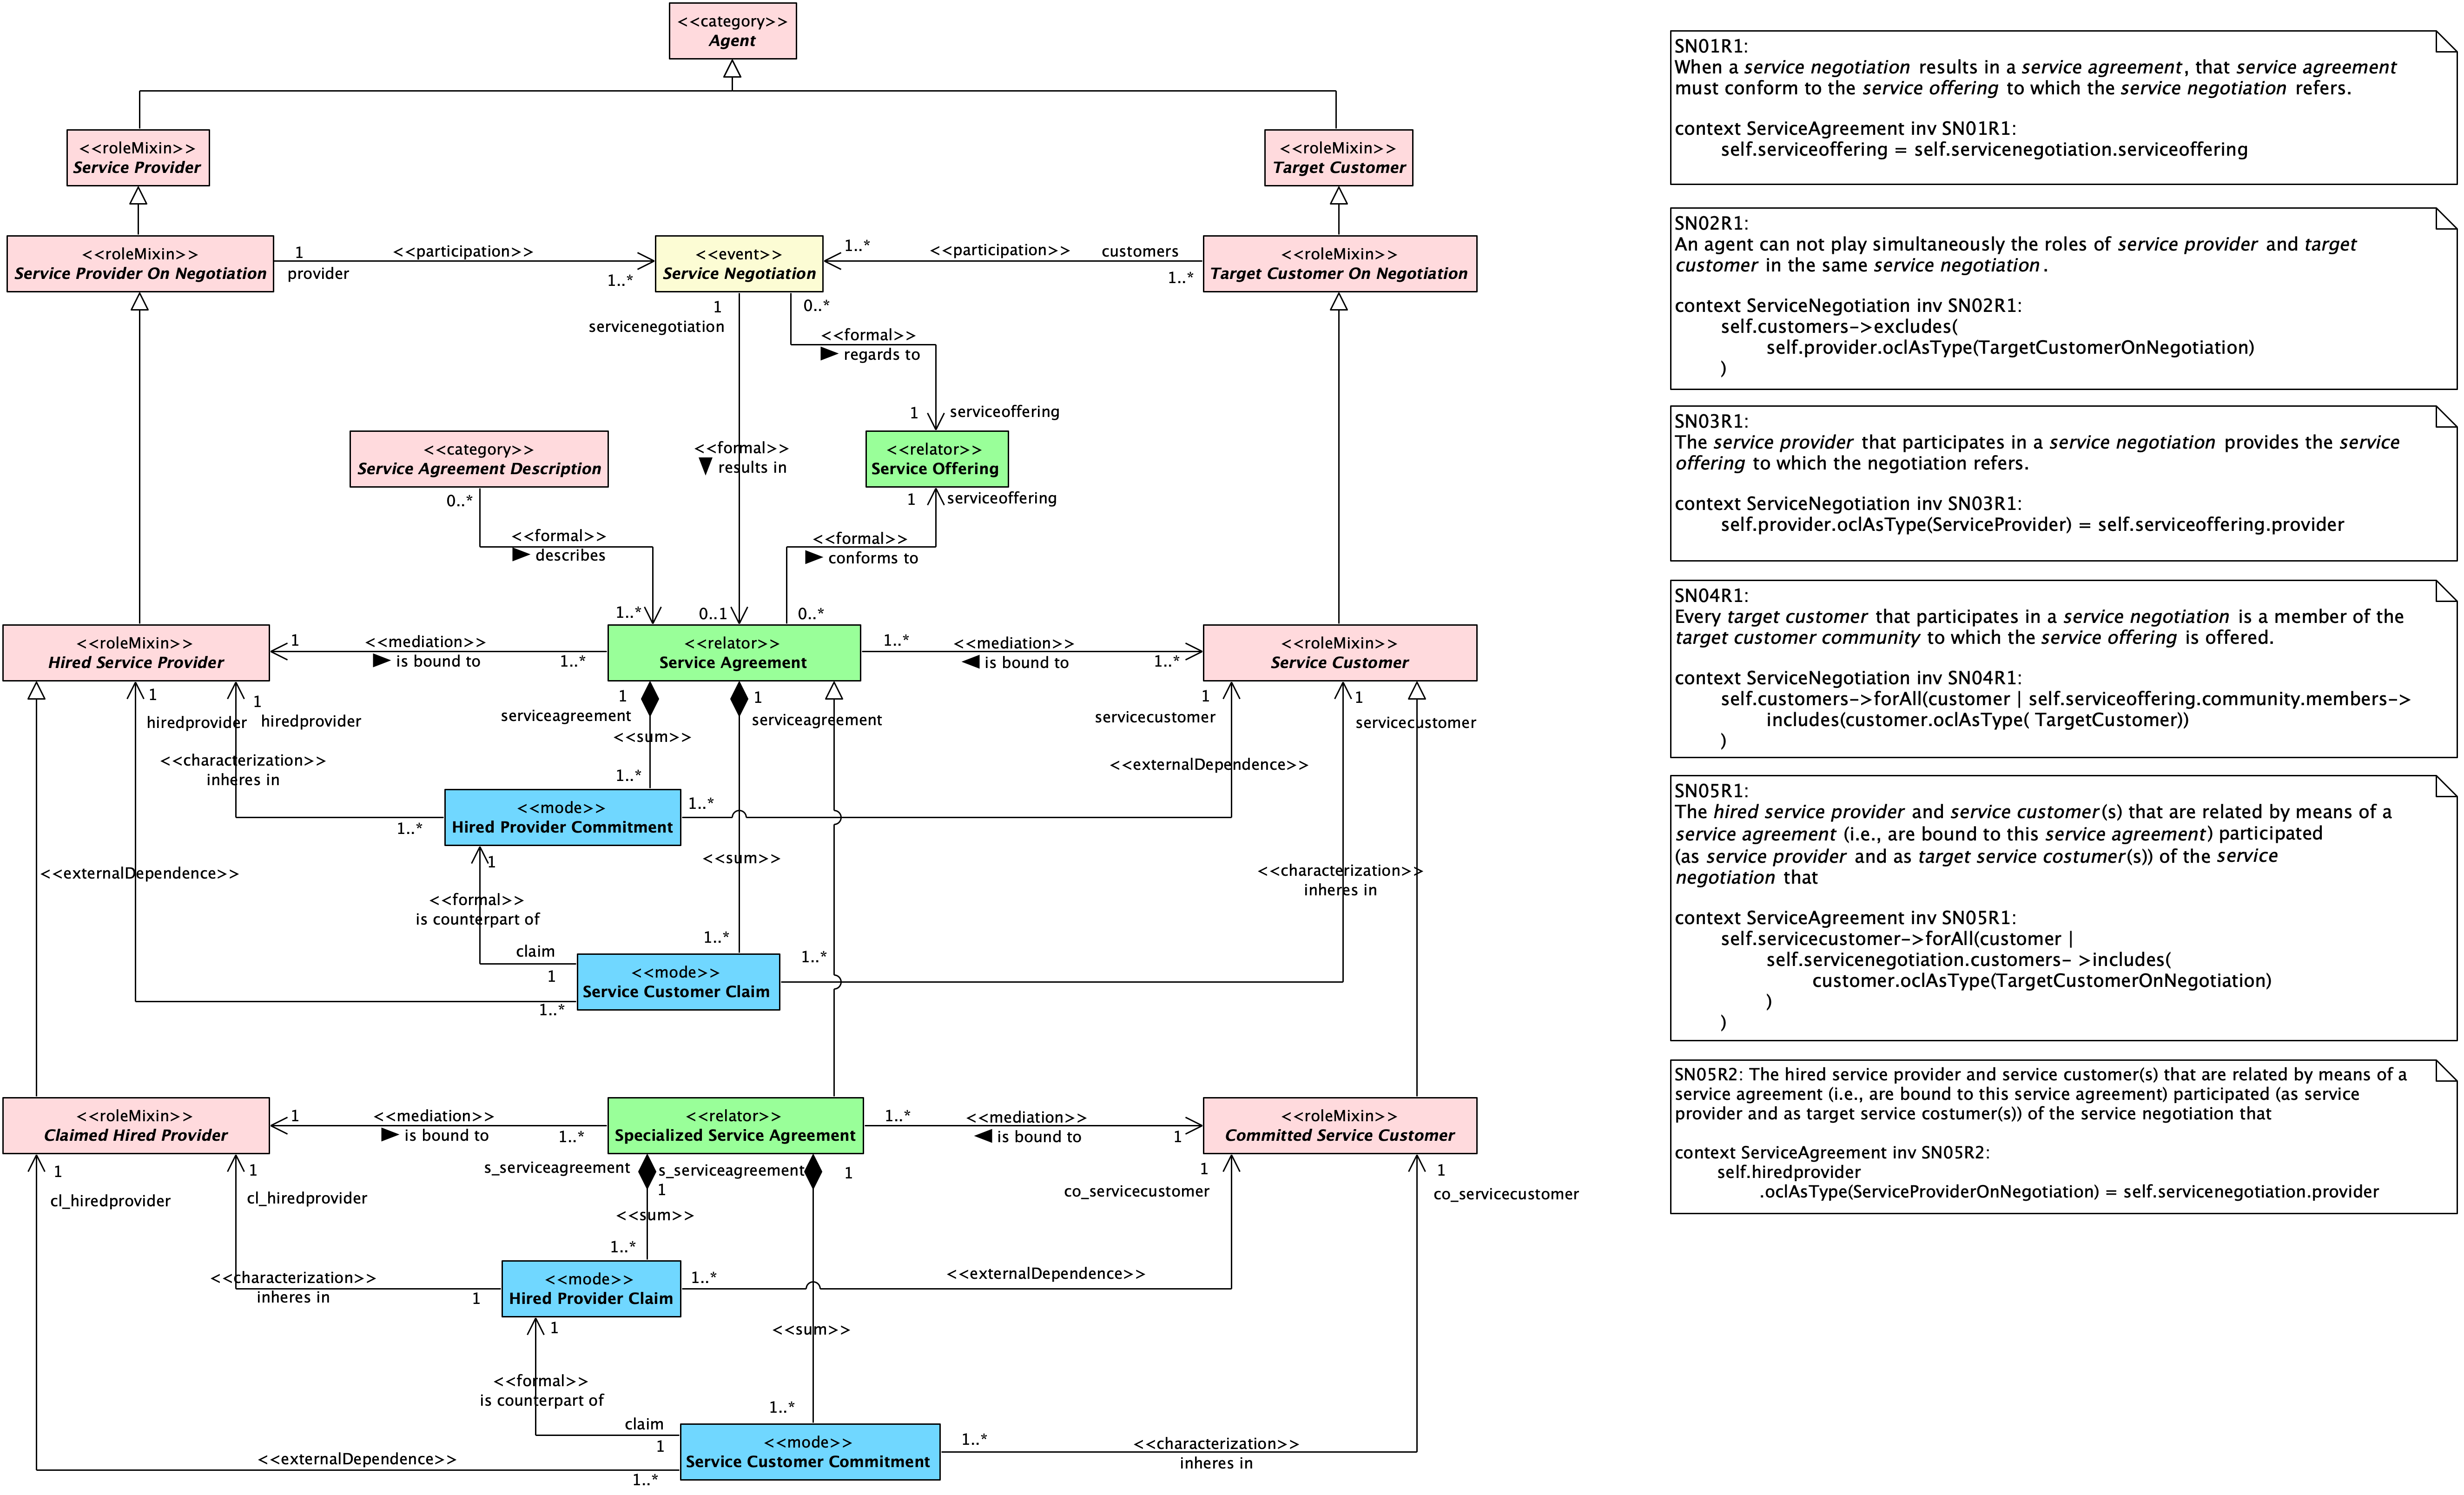 <<category>>
Agent
<<roleMixin>>
Service Provider
<<roleMixin>>
Target Customer
<<roleMixin>>
Service Provider On Negotiation
1
provider
<<participation>>
1..*
<<event>>
Service Negotiation
1..*
<<participation>>
customers
1..*
<<roleMixin>>
Target Customer On Negotiation
1
servicenegotiation
0..*
<<formal>>
regards to
1
serviceoffering
<<category>>
Service Agreement Description
0..*
<<formal>>
results in
<<relator>>
Service Offering
1
serviceoffering
<<formal>>
describes
<<formal>>
conforms to
1..*
0..1
0..*
<<roleMixin>>
Hired Service Provider
1
<<mediation>>
is bound to
1..*
<<relator>>
Service Agreement
1..*
<<mediation>>
is bound to
1..*
<<roleMixin>>
Service Customer
1
hiredprovider
1
hiredprovider
1
serviceagreement
1
serviceagreement
1
servicecustomer
1
servicecustomer
<<sum>>
<<characterization>>
inheres in
1..*
<<externalDependence>>
1..*
<<mode>>
Hired Provider Commitment
1..*
<<externalDependence>>
1
<<sum>>
<<characterization>>
inheres in
<<formal>>
is counterpart of
claim
1
1..*
1..*
<<mode>>
Service Customer Claim
1..*
<<roleMixin>>
Claimed Hired Provider
1
<<mediation>>
is bound to
1..*
<<relator>>
Specialized Service Agreement
1..*
<<mediation>>
is bound to
1
<<roleMixin>>
Committed Service Customer
1
cl_hiredprovider
1
cl_hiredprovider
s_serviceagreement
1
s_serviceagreement
1
1
co_servicecustomer
1
co_servicecustomer
<<sum>>
1..*
<<characterization>>
inheres in
1
<<mode>>
Hired Provider Claim
1..*
<<externalDependence>>
1
<<sum>>
<<formal>>
is counterpart of
claim
1
1..*
<<mode>>
Service Customer Commitment
1..*
<<characterization>>
inheres in
<<externalDependence>>
1..*
SN01R1:
When a service negotiation results in a service agreement, that service agreement
must conform to the service offering to which the service negotiation refers.
context ServiceAgreement inv SN01R1:
self.serviceoffering = self.servicenegotiation.serviceoffering
SN02R1:
An agent can not play simultaneously the roles of service provider and target
customer in the same service negotiation.
context ServiceNegotiation inv SN02R1:
self.customers->excludes(
self.provider.oclAsType(TargetCustomerOnNegotiation)
)
SN03R1:
The service provider that participates in a service negotiation provides the service
offering to which the negotiation refers.
context ServiceNegotiation inv SN03R1:
self.provider.oclAsType(ServiceProvider) = self.serviceoffering.provider
SN04R1:
Every target customer that participates in a service negotiation is a member of the
target customer community to which the service offering is offered.
context ServiceNegotiation inv SN04R1:
self.customers->forAll(customer | self.serviceoffering.community.members->
includes(customer.oclAsType( TargetCustomer))
)
SN05R1:
The hired service provider and service customer(s) that are related by means of a
service agreement (i.e., are bound to this service agreement) participated
(as service provider and as target service costumer(s)) of the service
negotiation that
context ServiceAgreement inv SN05R1:
self.servicecustomer->forAll(customer |
self.servicenegotiation.customers- >includes(
customer.oclAsType(TargetCustomerOnNegotiation)
)
)
SN05R2: The hired service provider and service customer(s) that are related by means of a
service agreement (i.e., are bound to this service agreement) participated (as service
provider and as target service costumer(s)) of the service negotiation that
context ServiceAgreement inv SN05R2:
self.hiredprovider
.oclAsType(ServiceProviderOnNegotiation) = self.servicenegotiation.provider